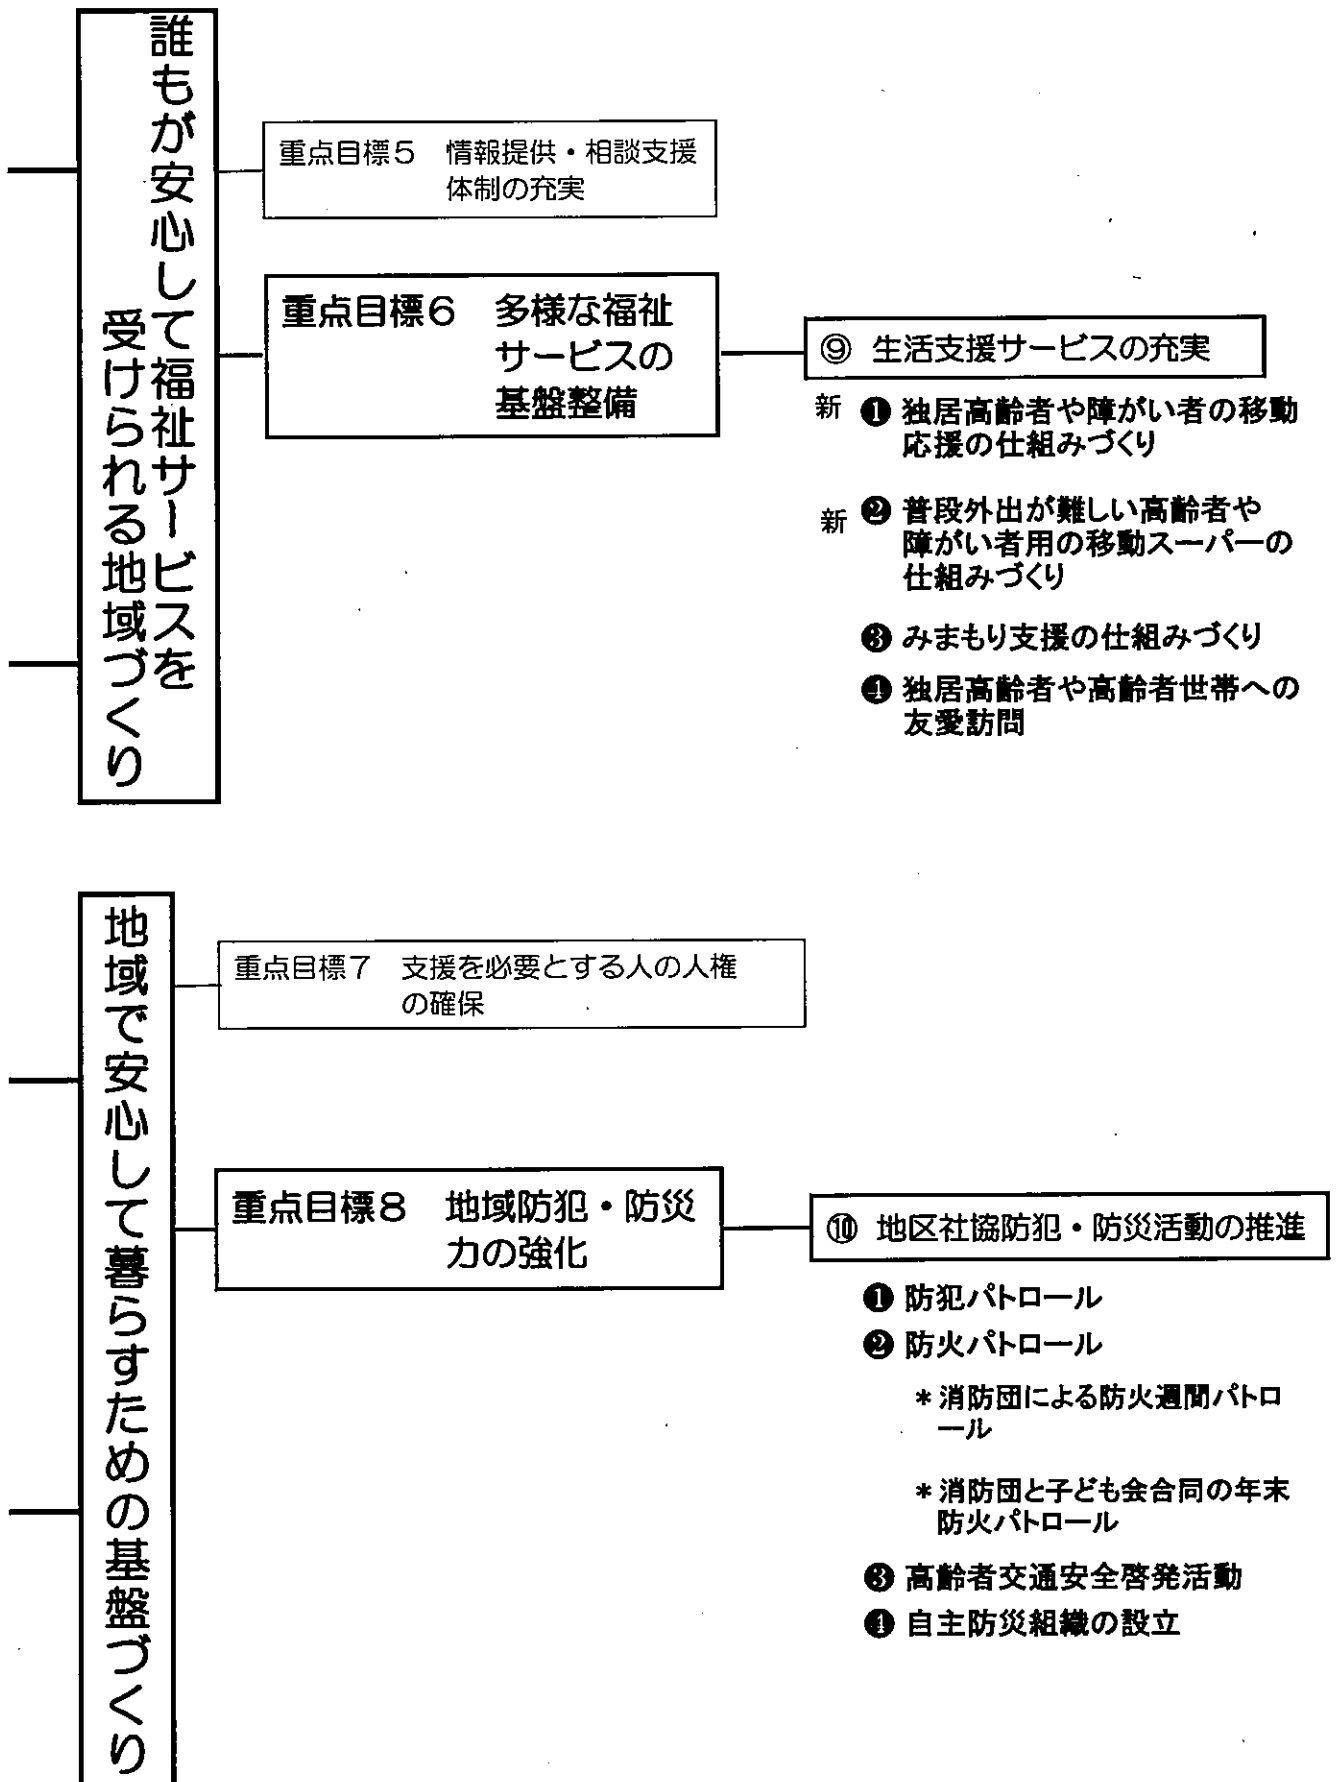 誰もが安心して福祉サービスを
受けられる地域づくり
重点目標5 情報提供・相談支援
体制の充実
重点目標6 多様な福祉
サービスの
基盤整備
⑨ 生活支援サービスの充実
新 ❶ 独居高齢者や障がい者の移動
応援の仕組みづくり
新 ❷ 普段外出が難しい高齢者や
障がい者用の移動スーパーの
仕組みづくり
❸ みまもり支援の仕組みづくり
❹ 独居高齢者や高齢者世帯への
友愛訪問
地域で安心して暮らすための基盤づくり
重点目標7 支援を必要とする人の人権
の確保
重点目標8 地域防犯・防災
力の強化
⑩ 地区社協防犯・防災活動の推進
❶ 防犯パトロール
❷ 防火パトロール
*消防団による防火週間パトロ
ール
*消防団と子ども会合同の年末
防火パトロール
❸ 高齢者交通安全啓発活動
❹ 自主防災組織の設立